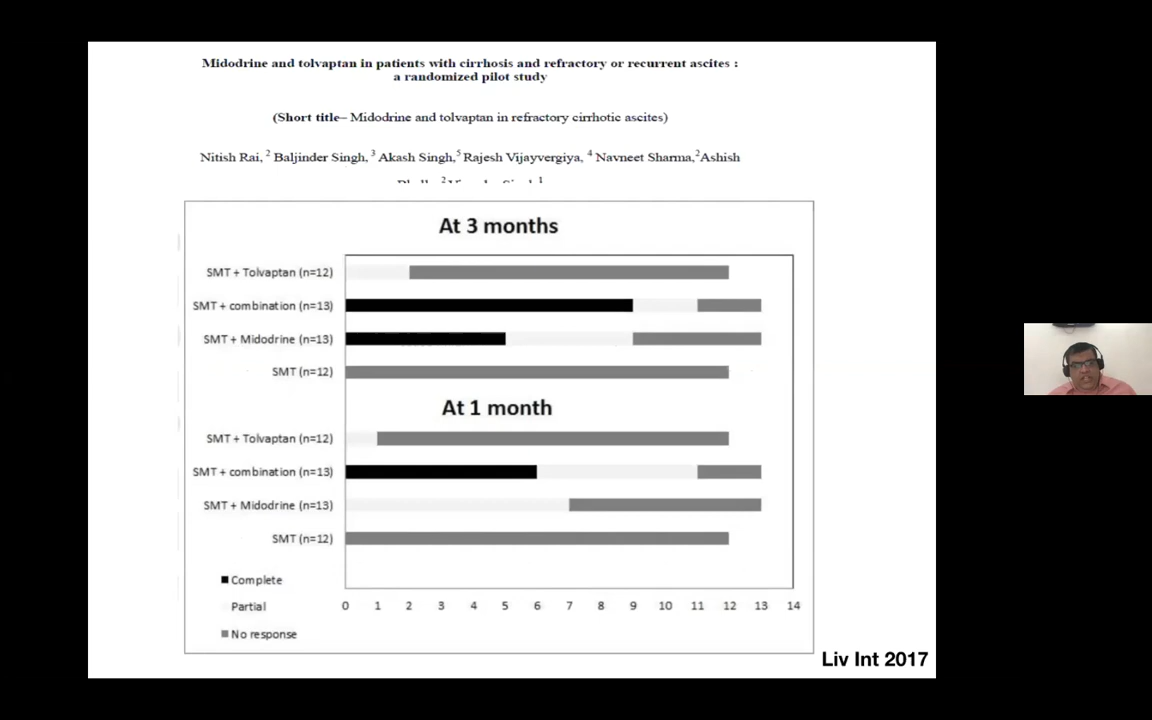 Midodrine and tolvaptan in patients with cirrhosis and refractory or recurrent ascites :
a randomized pilot study
(Short title– Midodrine and tolvaptan in refractory cirrhotic ascites)
Nitish Rai, 2 Baljinder Singh, 3 Akash Singh,5 Rajesh Vijayvergiya, 4 Navneet Sharma,2Ashish
At 3 months
SMT + Tolvaptan (n=12)
SMT + combination (n=13)
SMT + Midodrine (n=13)
SMT (n=12)
At 1 month
SMT + Tolvaptan (n=12)
SMT + combination (n=13)
SMT + Midodrine (n=13)
SMT (n=12)
Complete
Partial
0 1 2 3 4 5 6 7 8 9 10 11 12 13 14
No response
Liv Int 2017